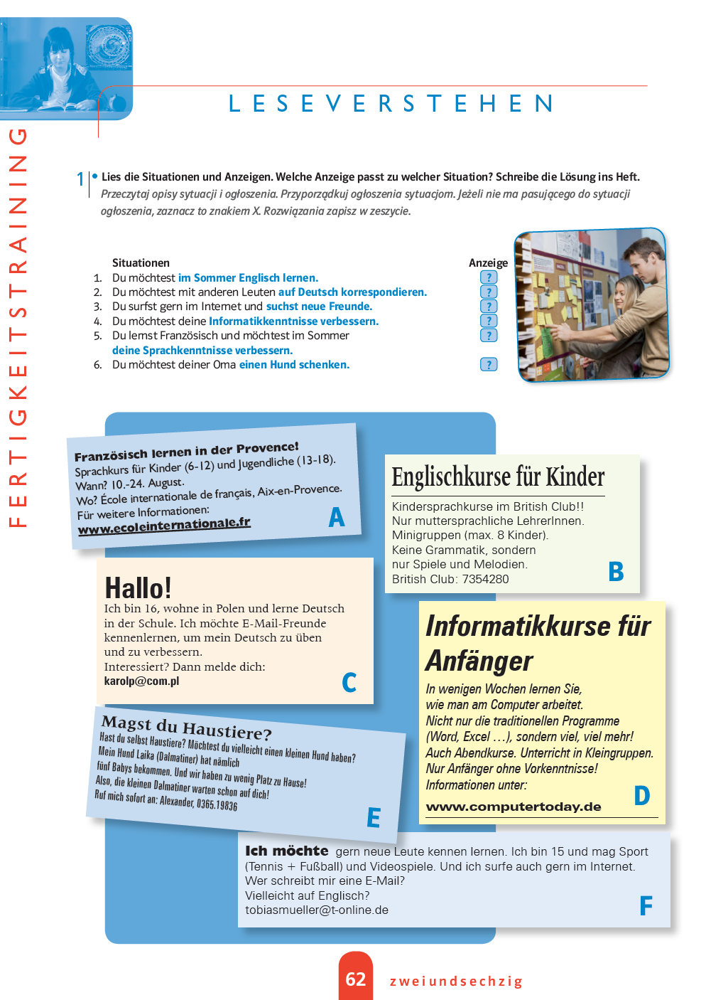 LESEVERSTEHEN
FERTIGKEITSTRAINING
1 • Lies die Situationen und Anzeigen. Welche Anzeige passt zu welcher Situation? Schreibe die Lösung ins Heft.
Przeczytaj opisy sytuacji i ogłoszenia. Przyporządkuj ogłoszenia sytuacjom. Jeżeli nie ma pasującego do sytuacji
ogłoszenia, zaznacz to znakiem X. Rozwiązania zapisz w zeszycie.
Situationen Anzeige
1. Du möchtest im Sommer Englisch lernen. ?
2. Du möchtest mit anderen Leuten auf Deutsch korrespondieren. ?
3. Du surfst gern im Internet und suchst neue Freunde. ?
4. Du möchtest deine Informatikkenntnisse verbessern. ?
5. Du lernst Französisch und möchtest im Sommer ?
deine Sprachkenntnisse verbessern.
6. Du möchtest deiner Oma einen Hund schenken. ?
Französisch lernen in der Provence!
Sprachkurs für Kinder (6-12) und Jugendliche (13-18).
Wann? 10.-24. August.
Wo? École internationale de français, Aix-en-Provence.
Für weitere Informationen:
www.ecoleinternationale.fr
A
Englischkurse für Kinder
Kindersprachkurse im British Club!!
Nur muttersprachliche LehrerInnen.
Minigruppen (max. 8 Kinder).
Keine Grammatik, sondern
nur Spiele und Melodien.
British Club: 7354280
B
Hallo!
Ich bin 16, wohne in Polen und lerne Deutsch
in der Schule. Ich möchte E-Mail-Freunde
kennenlernen, um mein Deutsch zu üben
und zu verbessern.
Interessiert? Dann melde dich:
karolp@com.pl
C
Informatikkurse für
Anfänger
In wenigen Wochen lernen Sie,
wie man am Computer arbeitet.
Nicht nur die traditionellen Programme
(Word, Excel …), sondern viel, viel mehr!
Auch Abendkurse. Unterricht in Kleingruppen.
Nur Anfänger ohne Vorkenntnisse!
Informationen unter:
www.computertoday.de
D
Magst du Haustiere?
Hast du selbst Haustiere? Möchtest du vielleicht einen kleinen Hund haben?
Mein Hund Laika (Dalmatiner) hat nämlich
fünf Babys bekommen. Und wir haben zu wenig Platz zu Hause!
Also, die kleinen Dalmatiner warten schon auf dich!
Ruf mich sofort an: Alexander, 0365.19836
E
Ich möchte gern neue Leute kennen lernen. Ich bin 15 und mag Sport
(Tennis + Fußball) und Videospiele. Und ich surfe auch gern im Internet.
Wer schreibt mir eine E-Mail?
Vielleicht auf Englisch?
tobiasmueller@t-online.de
F
62 zweiundsechzig